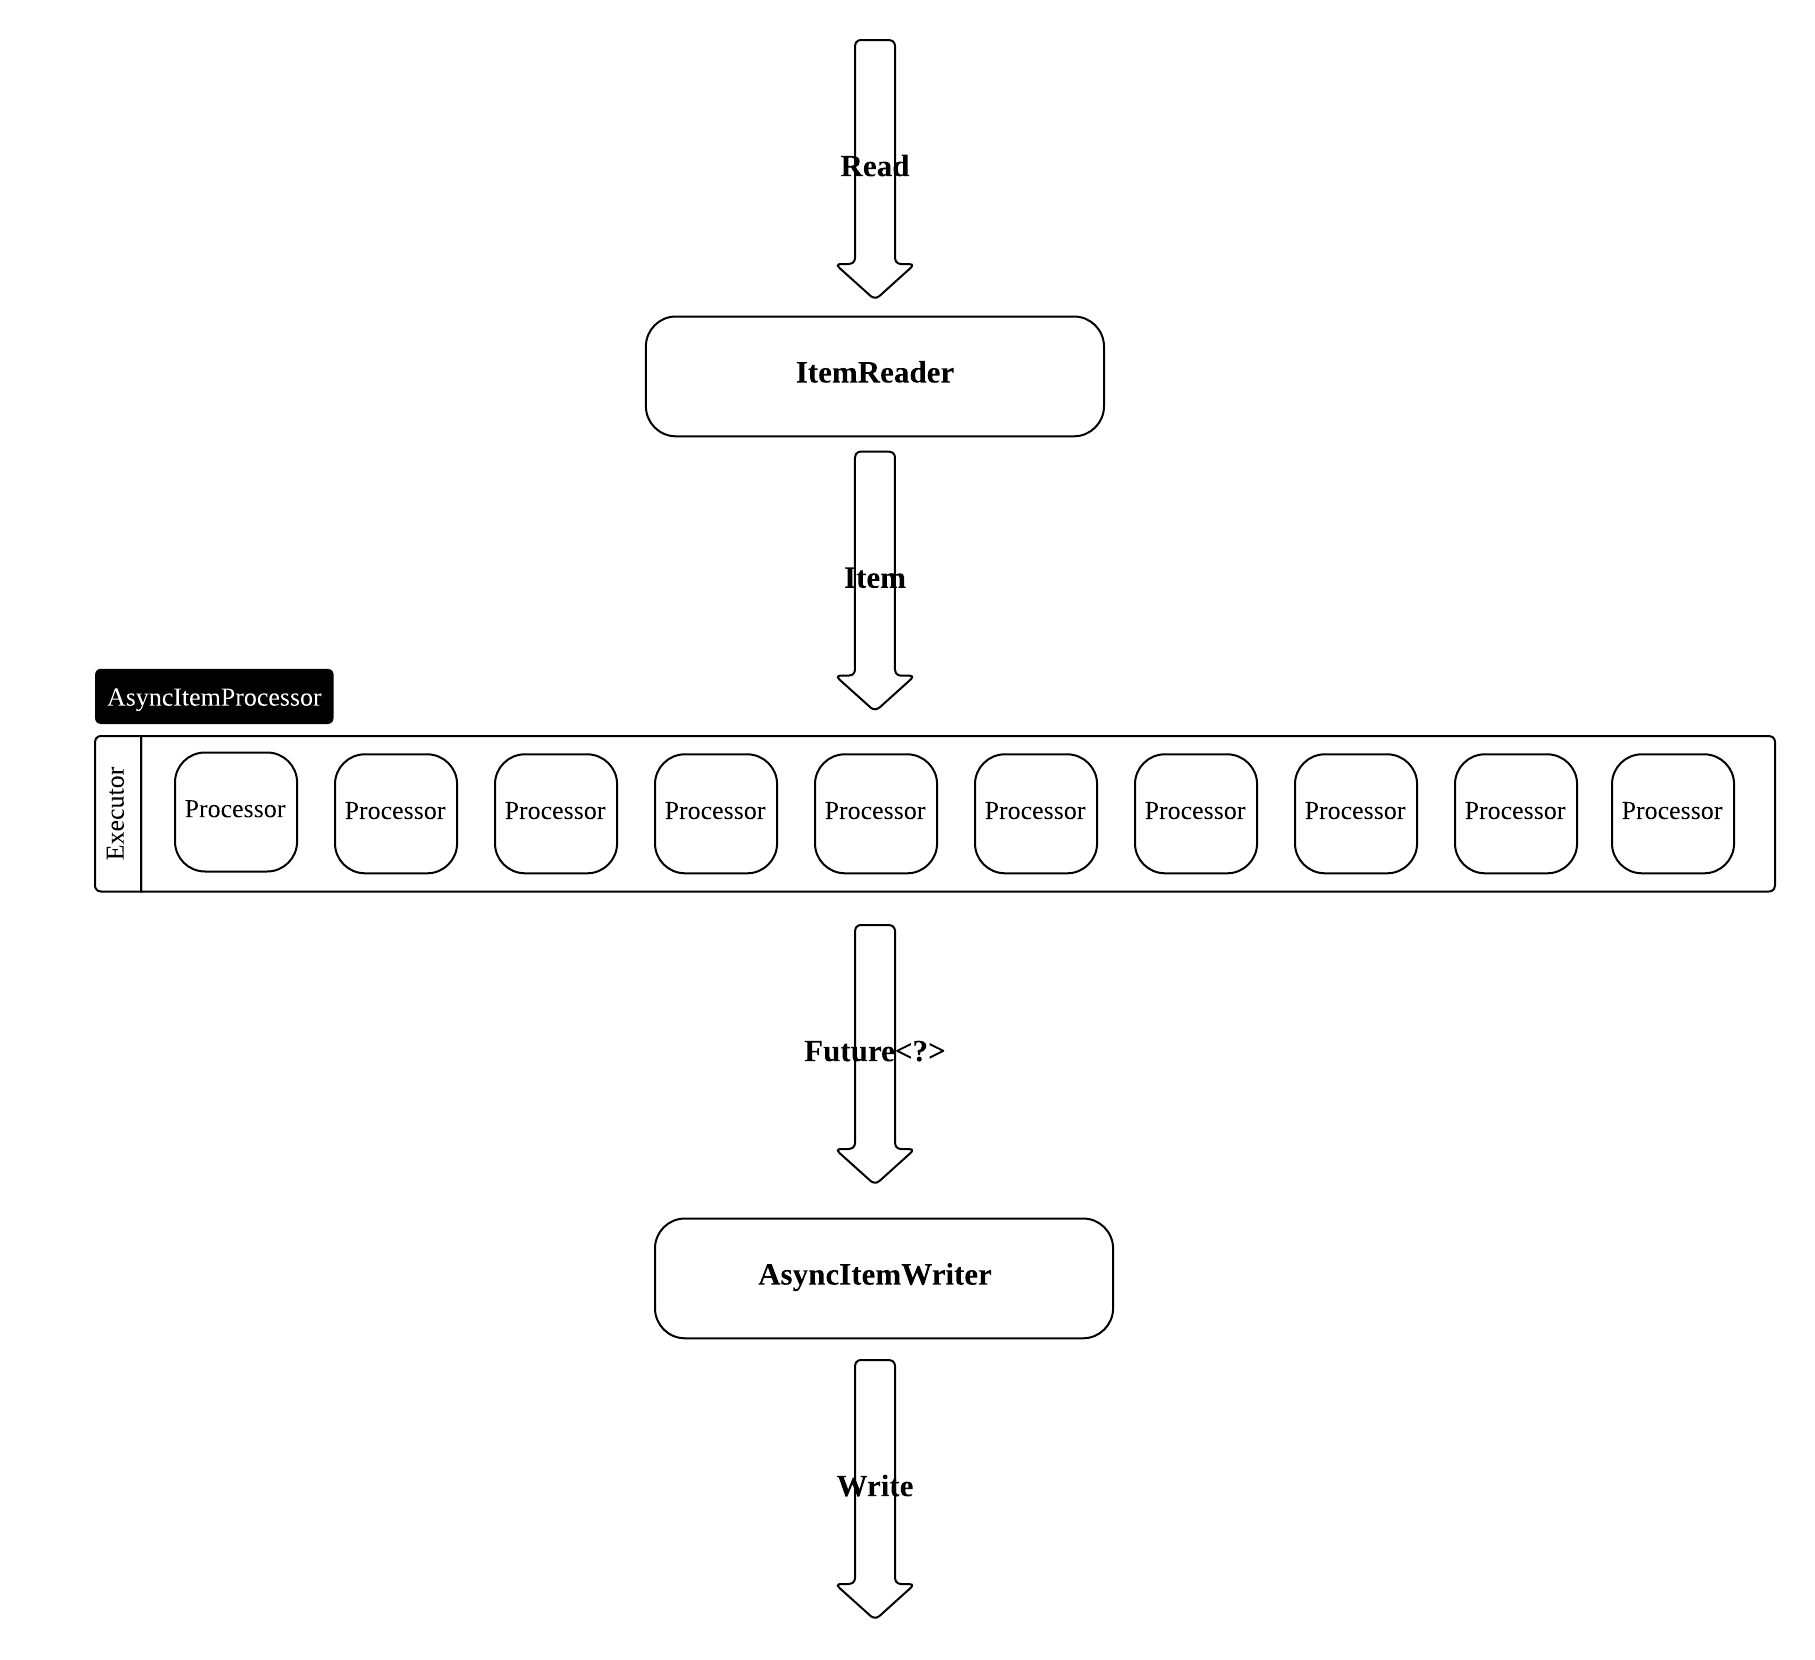 Read
ItemReader
Item
AsyncItemProcessor
Executor
Processor
Processor
Processor
Processor
Processor
Processor
Processor
Processor
Processor
Processor
Future<?>
AsyncItemWriter
Write